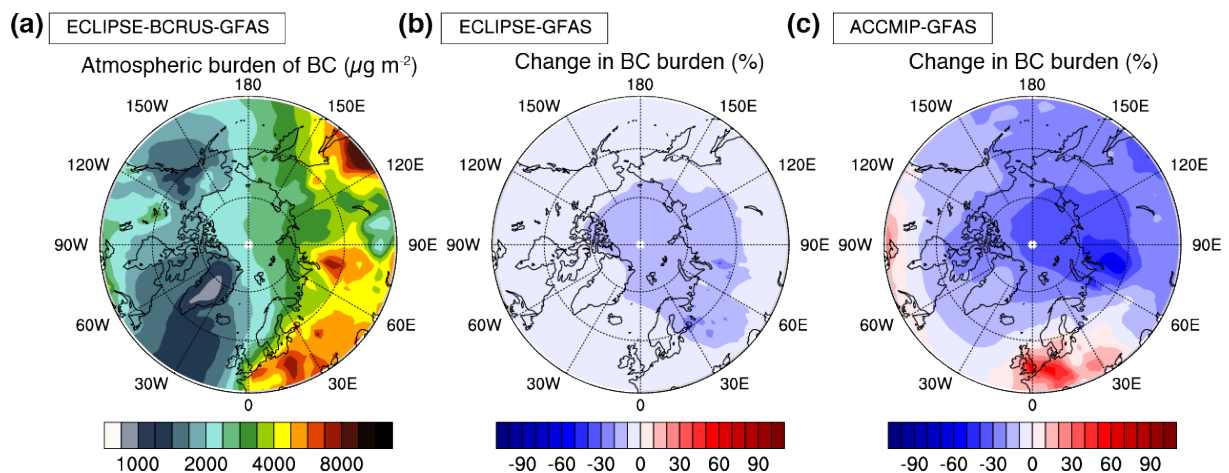 (a) ECLIPSE-BCRUS-GFAS
Atmospheric burden of BC (µg m⁻²)
180
150W 150E
120W 120E
90W 90E
60W 60E
30W 30E
0
1000 2000 4000 8000
(b) ECLIPSE-GFAS
Change in BC burden (%)
180
150W 150E
120W 120E
90W 90E
60W 60E
30W 30E
0
-90 -60 -30 0 30 60 90
(c) ACCMIP-GFAS
Change in BC burden (%)
180
150W 150E
120W 120E
90W 90E
60W 60E
30W 30E
0
-90 -60 -30 0 30 60 90